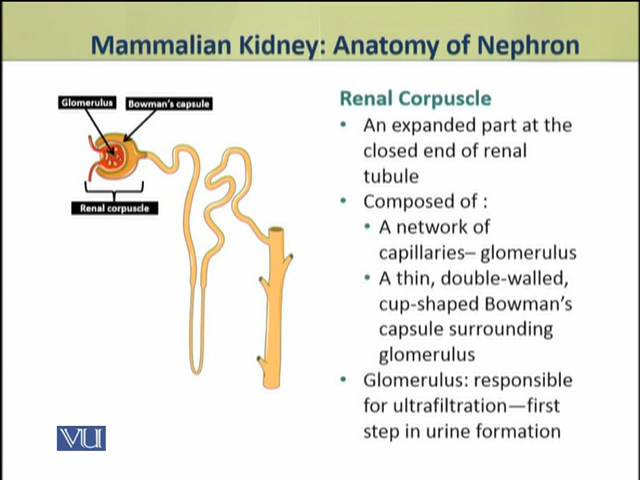 Mammalian Kidney: Anatomy of Nephron
Glomerulus
Bowman's capsule
Renal corpuscle
Renal Corpuscle
• An expanded part at the
closed end of renal
tubule
• Composed of :
• A network of
capillaries– glomerulus
• A thin, double-walled,
cup-shaped Bowman's
capsule surrounding
glomerulus
• Glomerulus: responsible
for ultrafiltration—first
step in urine formation
VU